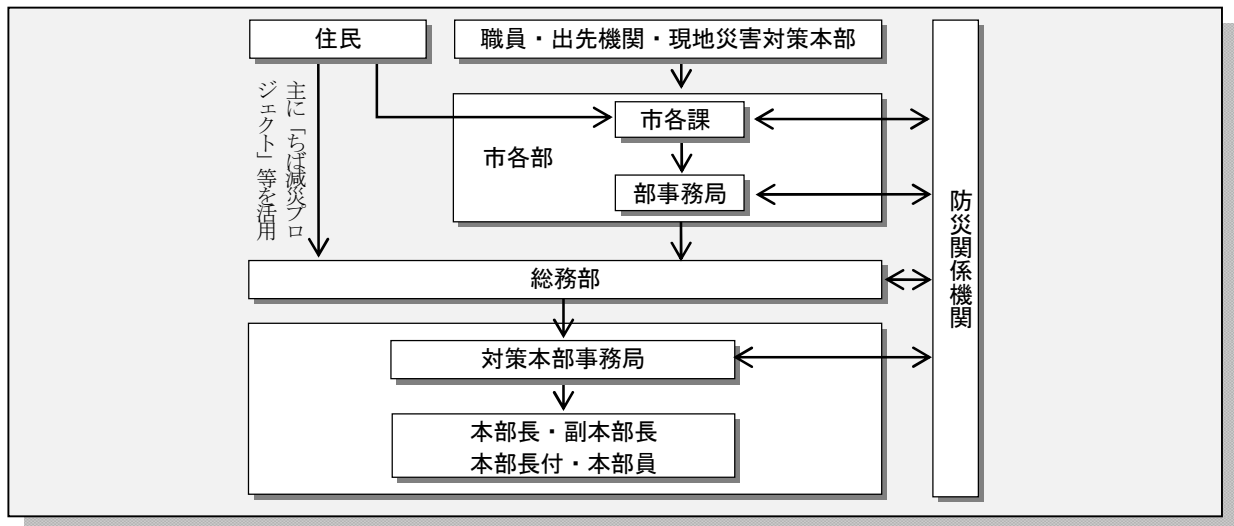 住民
職員・出先機関・現地災害対策本部
主に「ちば減災プロ
ジェクト」等を活用
市各課
市各部
部事務局
防災関係機関
総務部
対策本部事務局
本部長・副本部長
本部長付・本部員